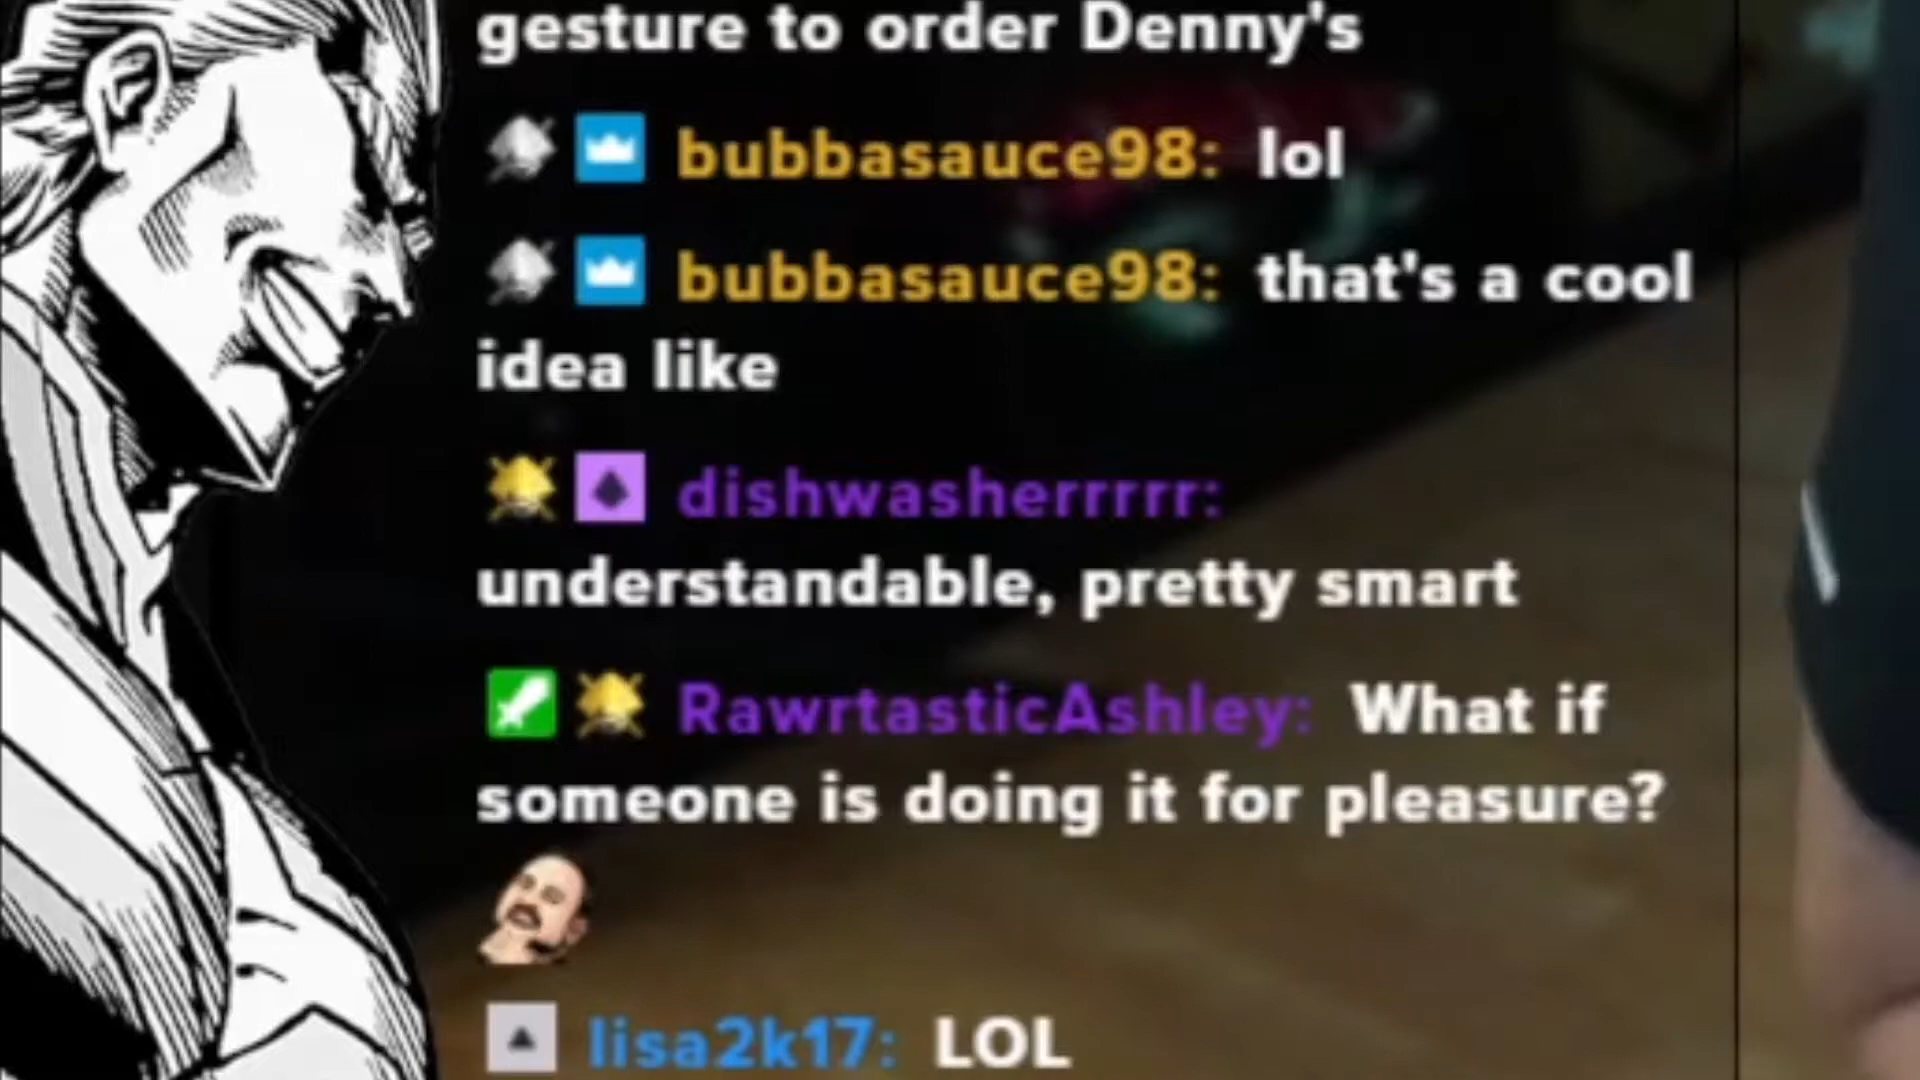 gesture to order Denny's
bubbasauce98: lol
bubbasauce98: that's a cool
idea like
dishwasherrrrr:
understandable, pretty smart
RawrtasticAshley: What if
someone is doing it for pleasure?
lisa2k17: LOL